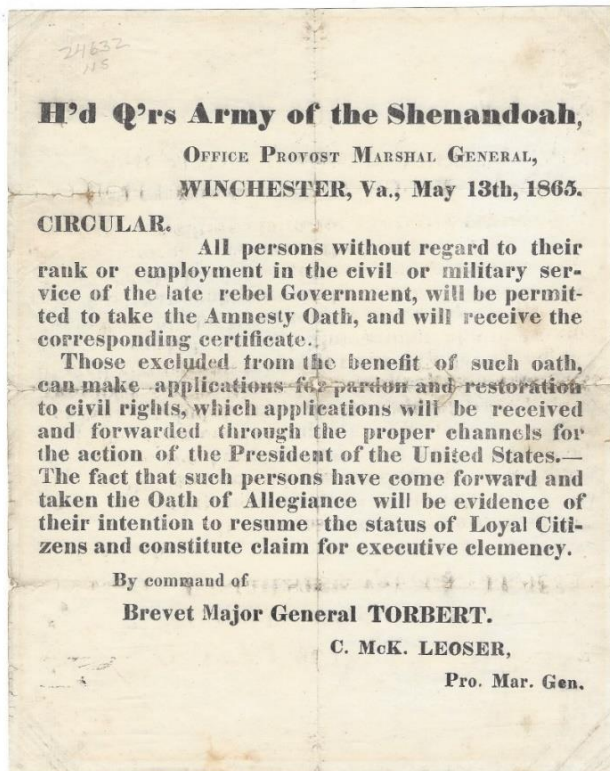 24632
115
H'd Q'rs Army of the Shenandoah,
OFFICE PROVOST MARSHAL GENERAL,
WINCHESTER, Va., May 13th, 1865.
CIRCULAR.
All persons without regard to their
rank or employment in the civil or military ser-
vice of the late rebel Government, will be permit-
ted to take the Amnesty Oath, and will receive the
corresponding certificate.
Those excluded from the benefit of such oath,
can make applications for pardon and restoration
to civil rights, which applications will be received
and forwarded through the proper channels for
the action of the President of the United States.—
The fact that such persons have come forward and
taken the Oath of Allegiance will be evidence of
their intention to resume the status of Loyal Citi-
zens and constitute claim for executive clemency.
By command of
Brevet Major General TORBERT.
C. McK. LEOSER,
Pro. Mar. Gen.